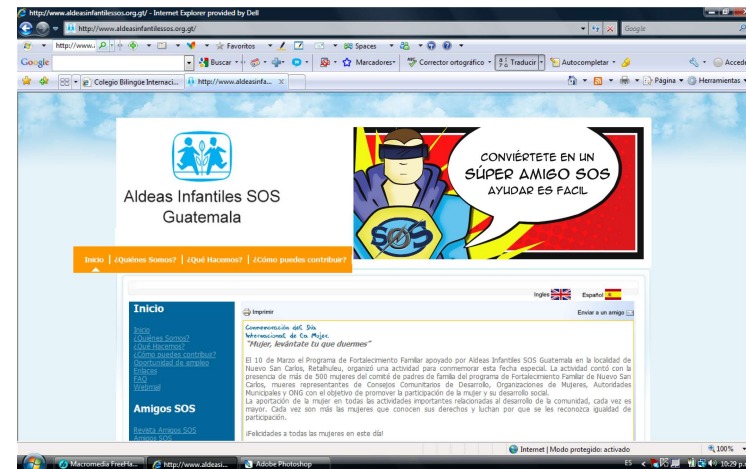 http://www.aldeasinfantilessos.org.gt/ - Internet Explorer provided by Dell
http://www.aldeasinfantilessos.org.gt/
Google
http://www.
Favoritos
Spaces
Google
Buscar
Marcadores
Corrector ortográfico
Traducir
Autocompletar
Accede
Colegio Bilingüe Internaci...
http://www.aldeasinfa...
Página
Herramientas
Aldeas Infantiles SOS
Guatemala
CONVIÉRTETE EN UN
SÚPER AMIGO SOS
AYUDAR ES FACIL
SOS
Inicio | ¿Quiénes Somos? | ¿Qué Hacemos? | ¿Cómo puedes contribuir?
Ingles Español
Inicio
Inicio
¿Quiénes Somos?
¿Qué Hacemos?
¿Cómo puedes contribuir?
Oportunidad de empleo
Enlaces
FAQ
Webmail
Amigos SOS
Revista Amigos SOS
Amigos SOS
Imprimir Enviar a un amigo
Conmemoración del Día
Internacional de la Mujer
"Mujer, levántate tu que duermes"
El 10 de Marzo el Programa de Fortalecimiento Familiar apoyado por Aldeas Infantiles SOS Guatemala en la localidad de
Nuevo San Carlos, Retalhuleu, organizó una actividad para conmemorar esta fecha especial. La actividad contó con la
presencia de más de 500 mujeres del comité de padres de familia del programa de Fortalecimiento Familiar de Nuevo San
Carlos, mueres representantes de Consejos Comunitarios de Desarrollo, Organizaciones de Mujeres, Autoridades
Municipales y ONG con el objetivo de promover la participación de la mujer y su desarrollo social.
La aportación de la mujer en todas las actividades importantes relacionadas al desarrollo de la comunidad, cada vez es
mayor. Cada vez son más las mujeres que conocen sus derechos y luchan por que se les reconozca igualdad de
participación.
¡Felicidades a todas las mujeres en este día!
Internet | Modo protegido: activado
100%
Macromedia FreeHa...
http://www.aldeasi...
Adobe Photoshop
ES
10:29 p.m.